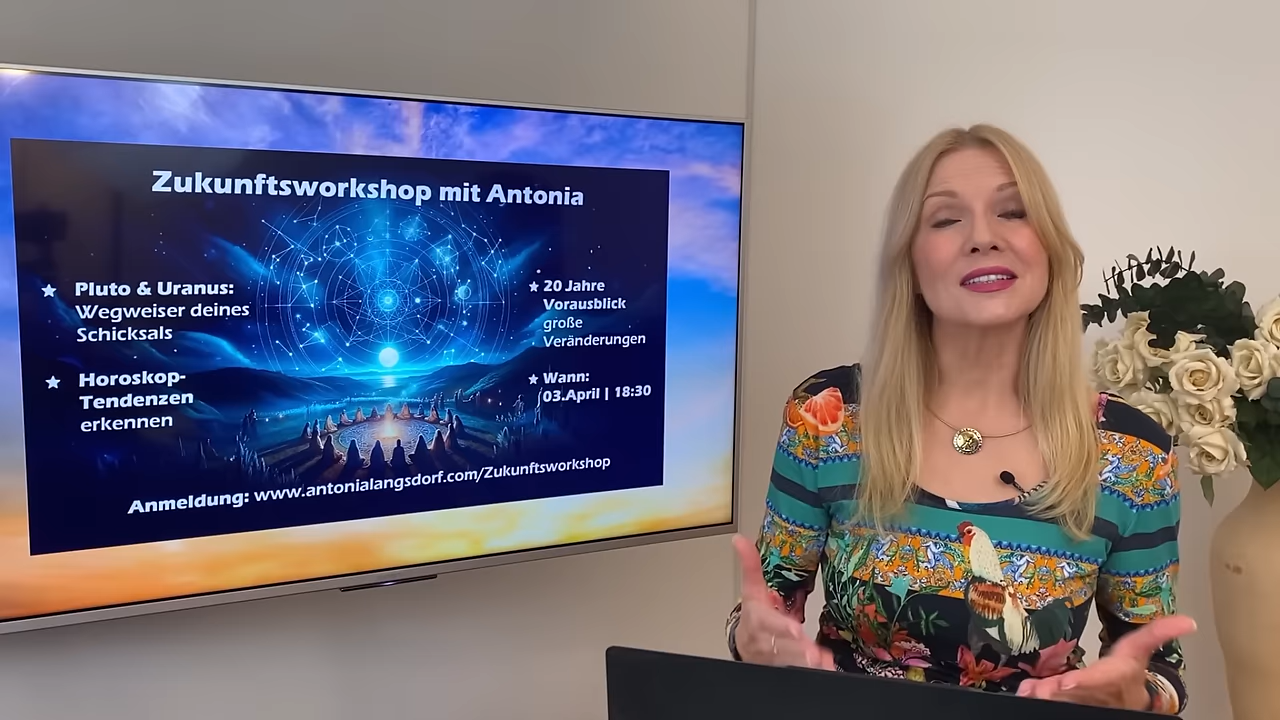 Zukunftsworkshop mit Antonia
Pluto & Uranus:
Wegweiser deines
Schicksals
Horoskop-
Tendenzen
erkennen
20 Jahre
Vorausblick
große
Veränderungen
Wann:
03.April | 18:30
Anmeldung: www.antonialangsdorf.com/Zukunftsworkshop